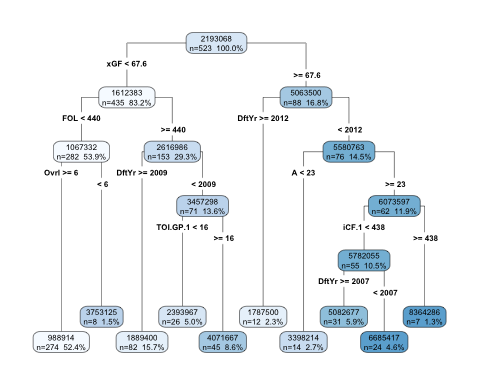 2193068
n=523 100.0%
xGF < 67.6
>= 67.6
1612383
n=435 83.2%
5063500
n=88 16.8%
FOL < 440
>= 440
DftYr >= 2012
< 2012
1067332
n=282 53.9%
2616986
n=153 29.3%
5580763
n=76 14.5%
Ovrl >= 6
< 6
DftYr >= 2009
< 2009
A < 23
>= 23
3457298
n=71 13.6%
6073597
n=62 11.9%
TOI.GP.1 < 16
>= 16
iCF.1 < 438
>= 438
5782055
n=55 10.5%
DftYr >= 2007
< 2007
3753125
n=8 1.5%
2393967
n=26 5.0%
1787500
n=12 2.3%
5082677
n=31 5.9%
8364286
n=7 1.3%
988914
n=274 52.4%
1889400
n=82 15.7%
4071667
n=45 8.6%
3398214
n=14 2.7%
6685417
n=24 4.6%